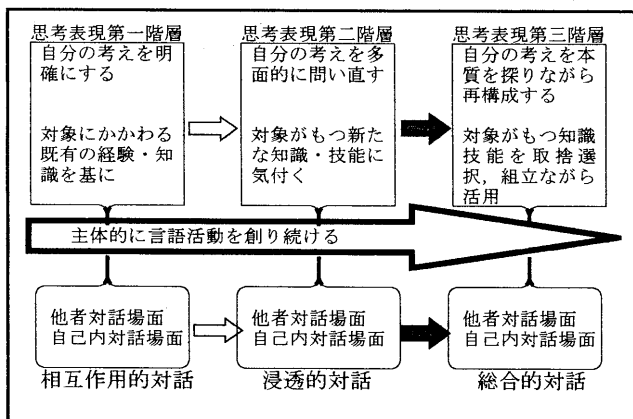 思考表現第一階層
自分の考えを明
確にする
対象にかかわる
既有の経験・知
識を基に
思考表現第二階層
自分の考えを多
面的に問い直す
対象がもつ新た
な知識・技能に
気付く
思考表現第三階層
自分の考えを本
質を探りながら
再構成する
対象がもつ知識
技能を取捨選
択，組立ながら
活用
主体的に言語活動を創り続ける
他者対話場面
自己内対話場面
相互作用的対話
他者対話場面
自己内対話場面
浸透的対話
他者対話場面
自己内対話場面
総合的対話